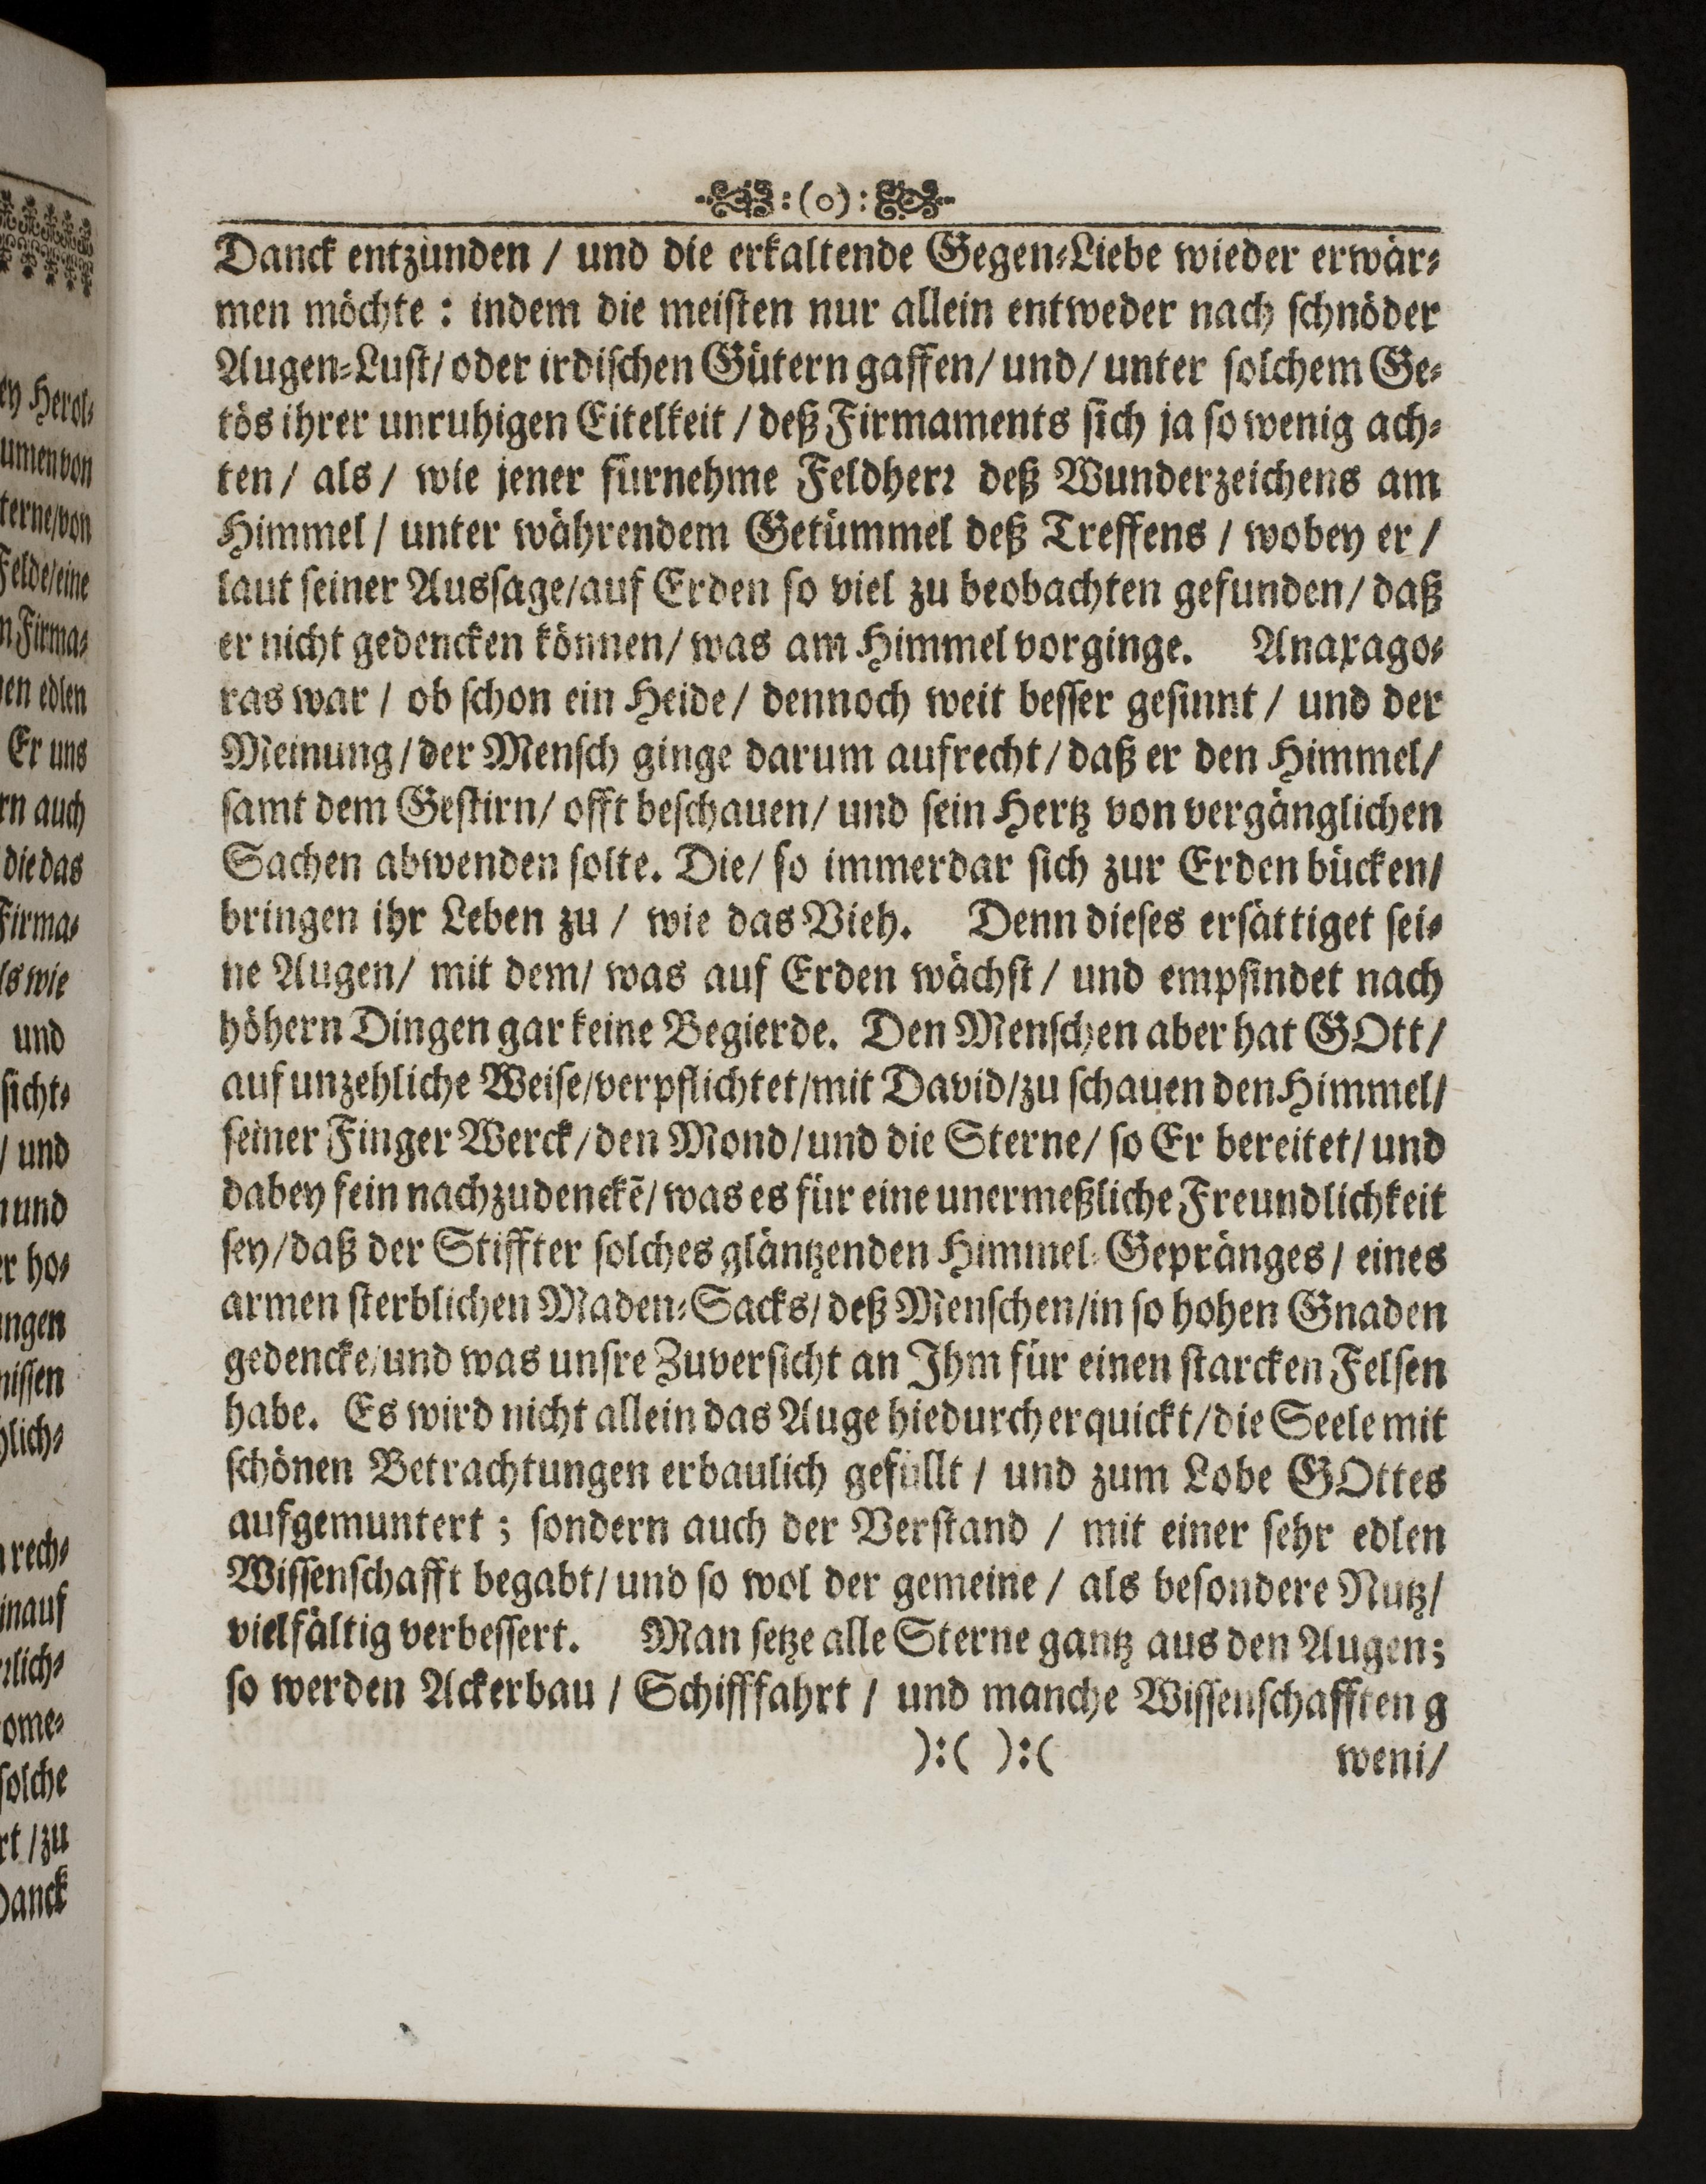 :(o):
Danck entzünden / und die erkaltende Gegen-Liebe wieder erwär-
men möchte : indem die meisten nur allein entweder nach schnöder
Augen-Lust/ oder irdischen Gütern gaffen/ und/ unter solchem Ge-
tös ihrer unruhigen Eitelkeit / deß Firmaments sich ja so wenig ach-
ten / als / wie jener fürnehme Feldherr deß Wunderzeichens am
Himmel / unter währendem Getümmel deß Treffens / wobey er /
laut seiner Aussage/auf Erden so viel zu beobachten gefunden/ daß
er nicht gedencken können/ was am Himmel vorginge. Anaxago-
ras war / ob schon ein Heide / dennoch weit besser gesinnt / und der
Meinung / der Mensch ginge darum aufrecht / daß er den Himmel/
samt dem Gestirn/ offt beschauen/ und sein Hertz von vergänglichen
Sachen abwenden solte. Die/ so immerdar sich zur Erden bücken/
bringen ihr Leben zu / wie das Vieh. Denn dieses ersättiget sei-
ne Augen/ mit dem/ was auf Erden wächst / und empfindet nach
höhern Dingen gar keine Begierde. Den Menschen aber hat GOtt/
auf unzehliche Weise/verpflichtet/mit David/zu schauen den Himmel/
seiner Finger Werck/den Mond/und die Sterne/ so Er bereitet/ und
dabey fein nachzudenckē/ was es für eine unermeßliche Freundlichkeit
sey/daß der Stiffter solches gläntzenden Himmel-Gepränges / eines
armen sterblichen Maden-Sacks/ deß Menschen/in so hohen Gnaden
gedencke/und was unsre Zuversicht an Ihm für einen starcken Felsen
habe. Es wird nicht allein das Auge hiedurch erquickt/die Seele mit
schönen Betrachtungen erbaulich gefüllt / und zum Lobe GOttes
aufgemuntert ; sondern auch der Verstand / mit einer sehr edlen
Wissenschafft begabt/ und so wol der gemeine / als besondere Nutz/
vielfältig verbessert. Man setze alle Sterne gantz aus den Augen;
so werden Ackerbau / Schifffahrt / und manche Wissenschafften g
):( ):( weni/